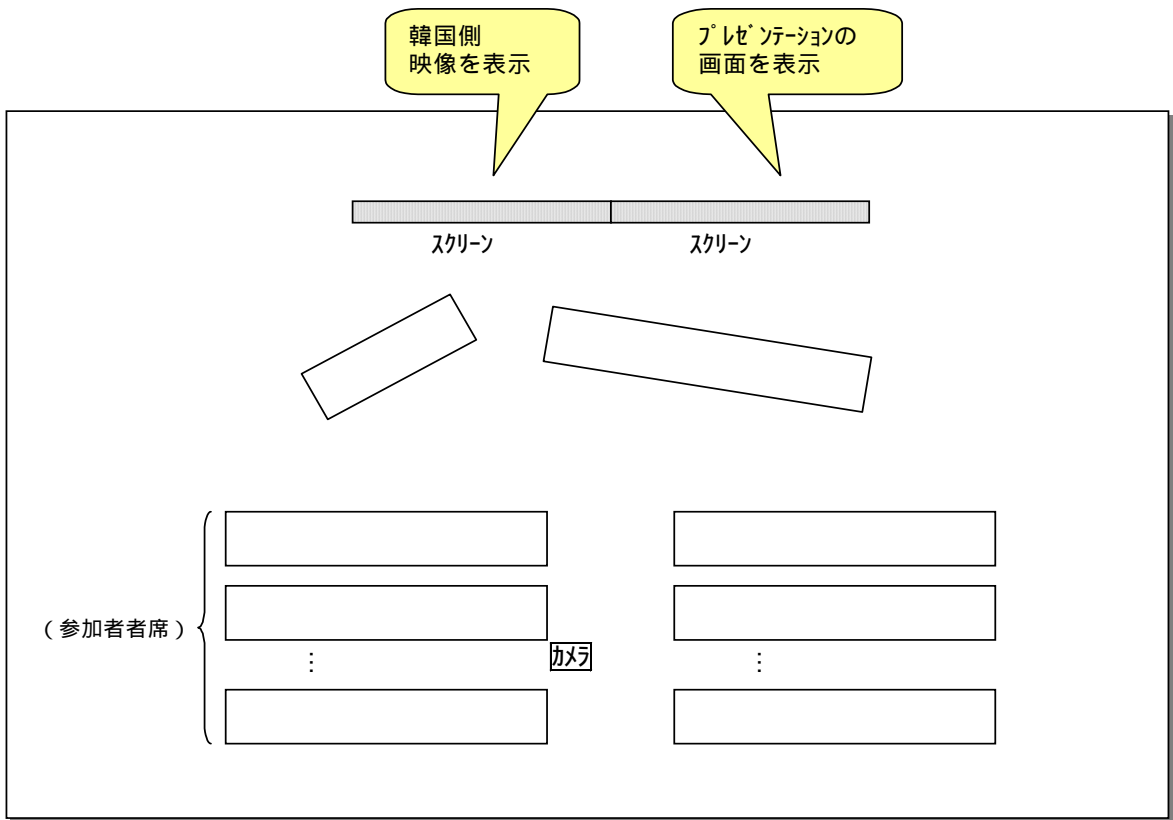 韓国側
映像を表示
ﾌﾟﾚｾﾞﾝﾃｰｼｮﾝの
画面を表示
ｽｸﾘｰﾝ
ｽｸﾘｰﾝ
(参加者者席)
…
ｶﾒﾗ
…